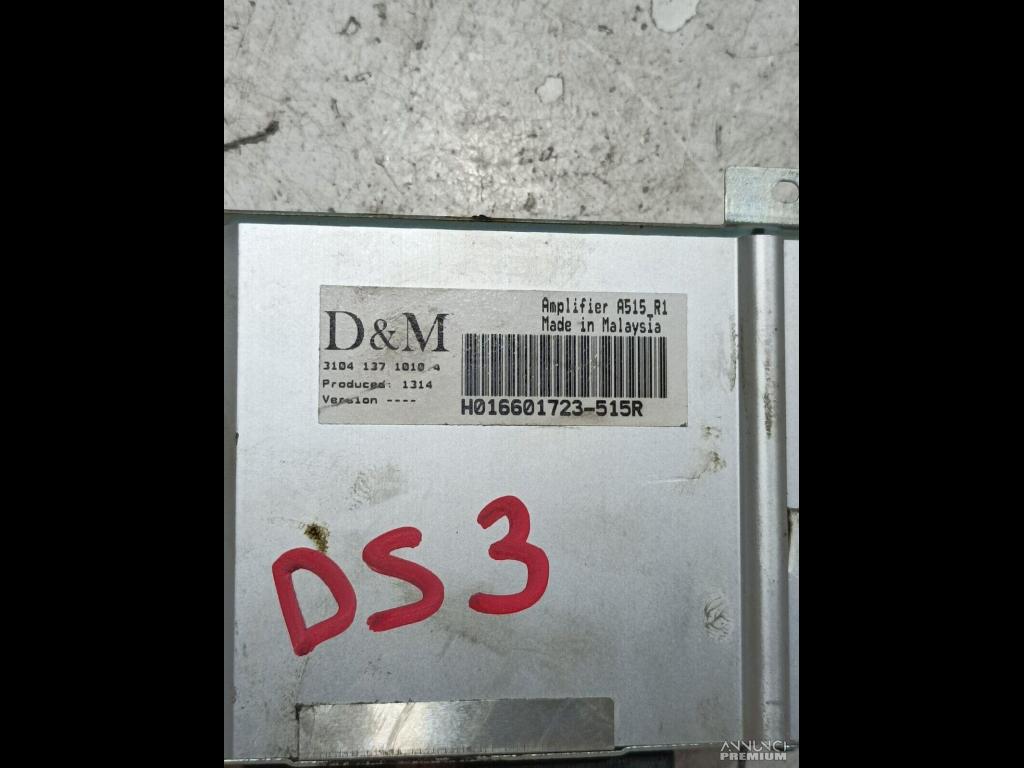 Amplifier A515_R1
Made in Malaysia
D&M
3104 137 1010.4
Produced: 1314
Version ----
H016601723-515R
DS3
ANNUNCI
PREMIUM